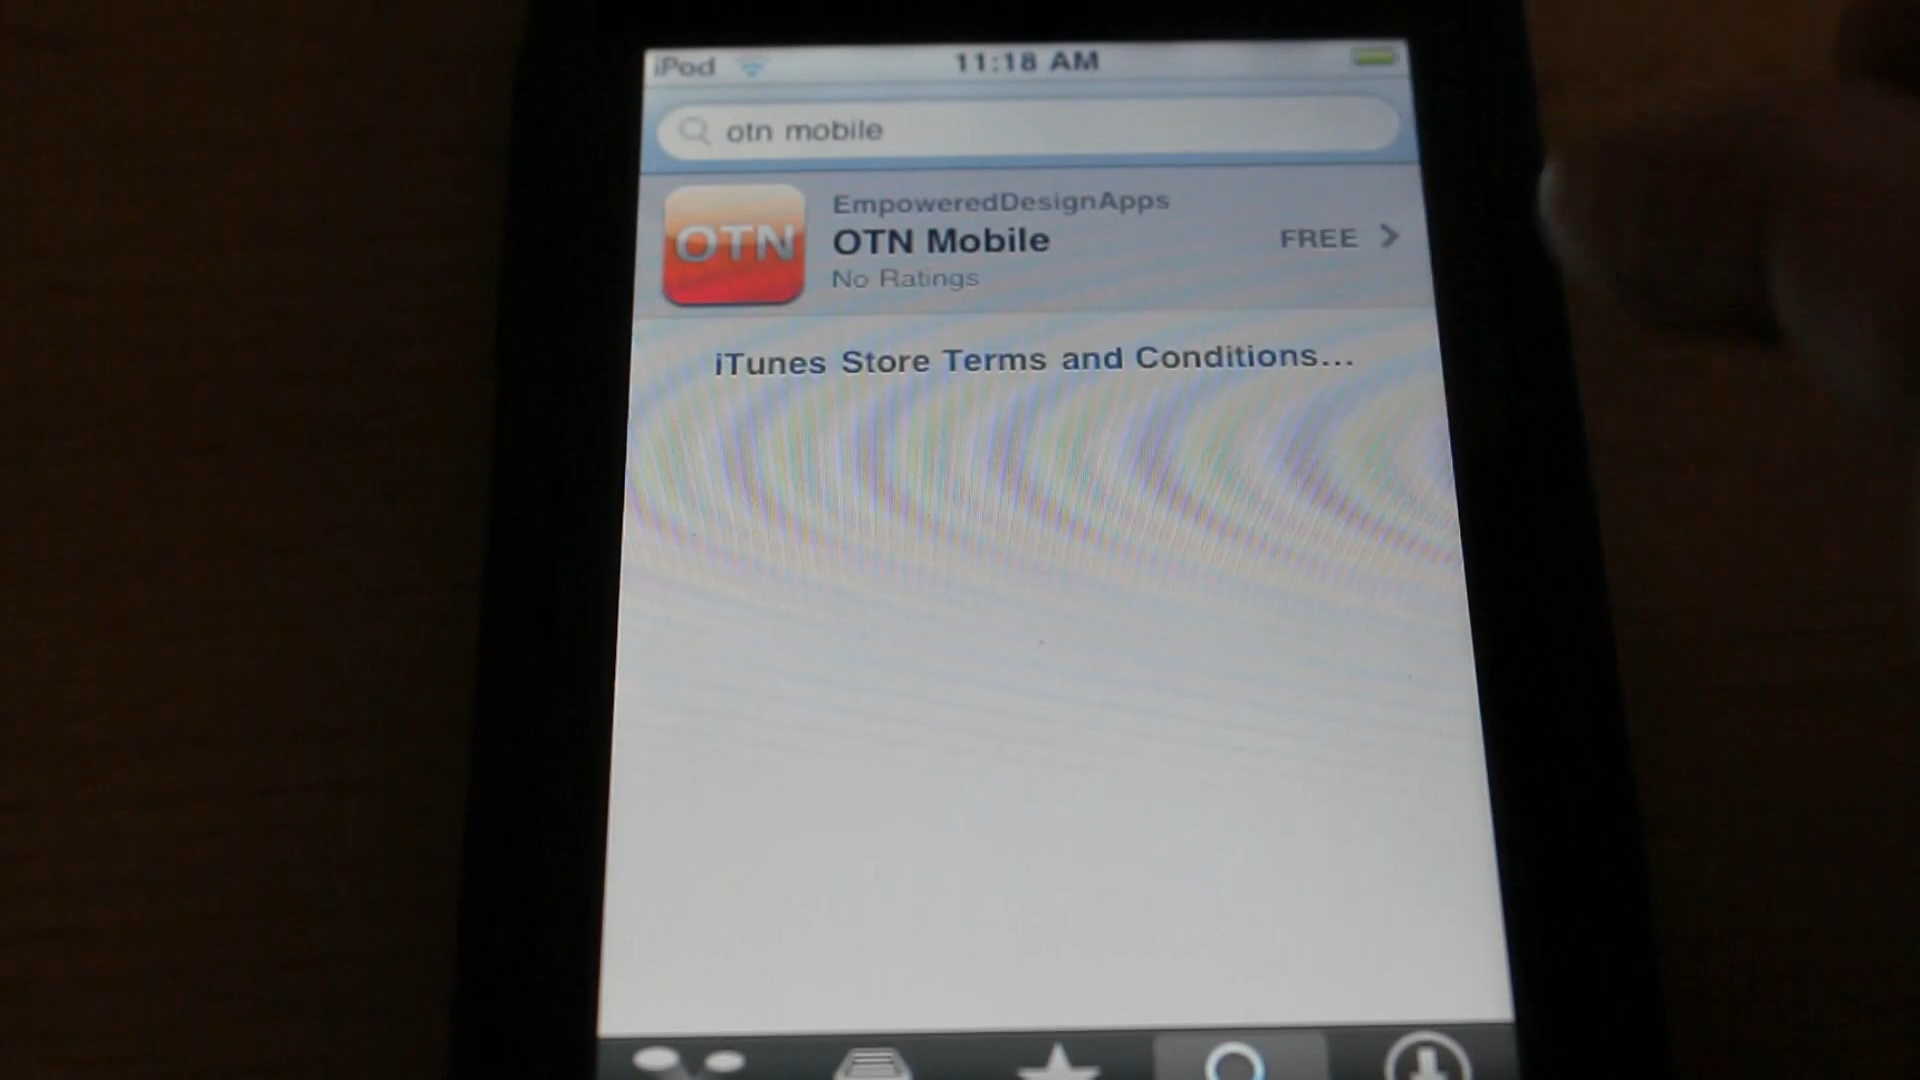 iPod 11:18 AM
otn mobile
OTN
EmpoweredDesignApps
OTN Mobile
No Ratings
FREE
iTunes Store Terms and Conditions...